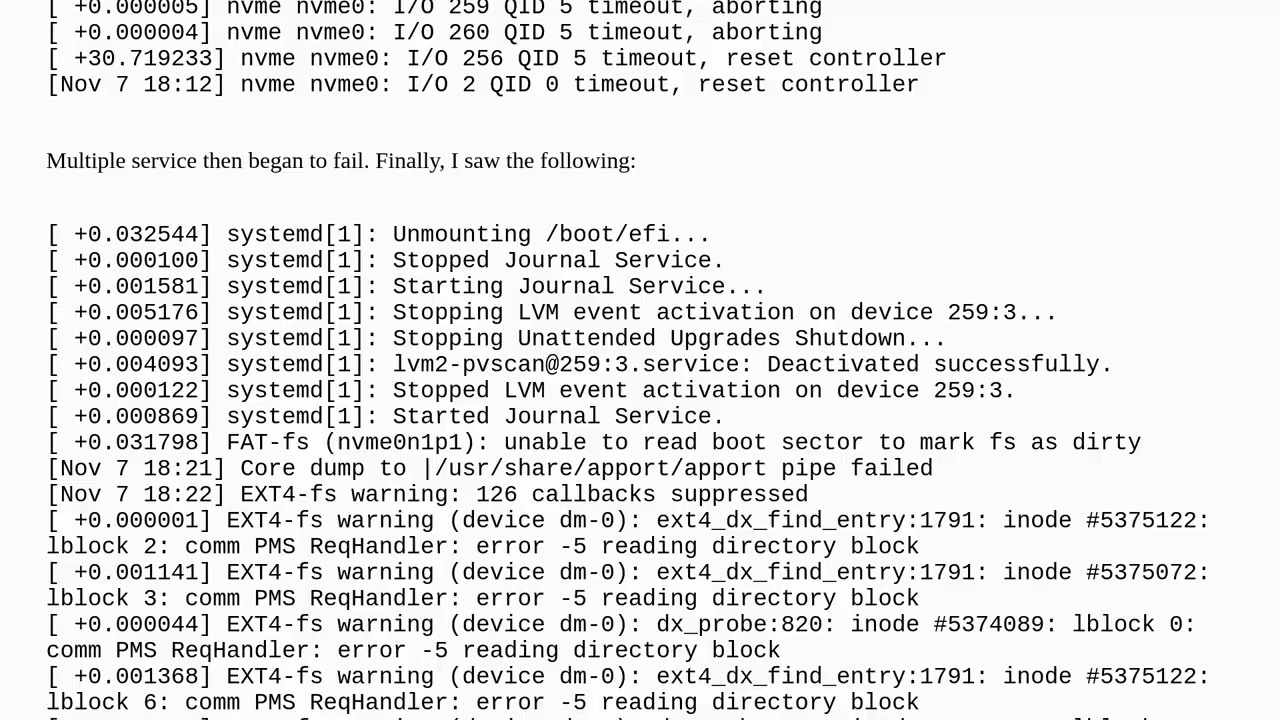 [ +0.000005] nvme nvme0: I/O 259 QID 5 timeout, aborting
[ +0.000004] nvme nvme0: I/O 260 QID 5 timeout, aborting
[ +30.719233] nvme nvme0: I/O 256 QID 5 timeout, reset controller
[Nov 7 18:12] nvme nvme0: I/O 2 QID 0 timeout, reset controller
Multiple service then began to fail. Finally, I saw the following:
[ +0.032544] systemd[1]: Unmounting /boot/efi...
[ +0.000100] systemd[1]: Stopped Journal Service.
[ +0.001581] systemd[1]: Starting Journal Service...
[ +0.005176] systemd[1]: Stopping LVM event activation on device 259:3...
[ +0.000097] systemd[1]: Stopping Unattended Upgrades Shutdown...
[ +0.004093] systemd[1]: lvm2-pvscan@259:3.service: Deactivated successfully.
[ +0.000122] systemd[1]: Stopped LVM event activation on device 259:3.
[ +0.000869] systemd[1]: Started Journal Service.
[ +0.031798] FAT-fs (nvme0n1p1): unable to read boot sector to mark fs as dirty
[Nov 7 18:21] Core dump to |/usr/share/apport/apport pipe failed
[Nov 7 18:22] EXT4-fs warning: 126 callbacks suppressed
[ +0.000001] EXT4-fs warning (device dm-0): ext4_dx_find_entry:1791: inode #5375122:
lblock 2: comm PMS ReqHandler: error -5 reading directory block
[ +0.001141] EXT4-fs warning (device dm-0): ext4_dx_find_entry:1791: inode #5375072:
lblock 3: comm PMS ReqHandler: error -5 reading directory block
[ +0.000044] EXT4-fs warning (device dm-0): dx_probe:820: inode #5374089: lblock 0:
comm PMS ReqHandler: error -5 reading directory block
[ +0.001368] EXT4-fs warning (device dm-0): ext4_dx_find_entry:1791: inode #5375122:
lblock 6: comm PMS ReqHandler: error -5 reading directory block